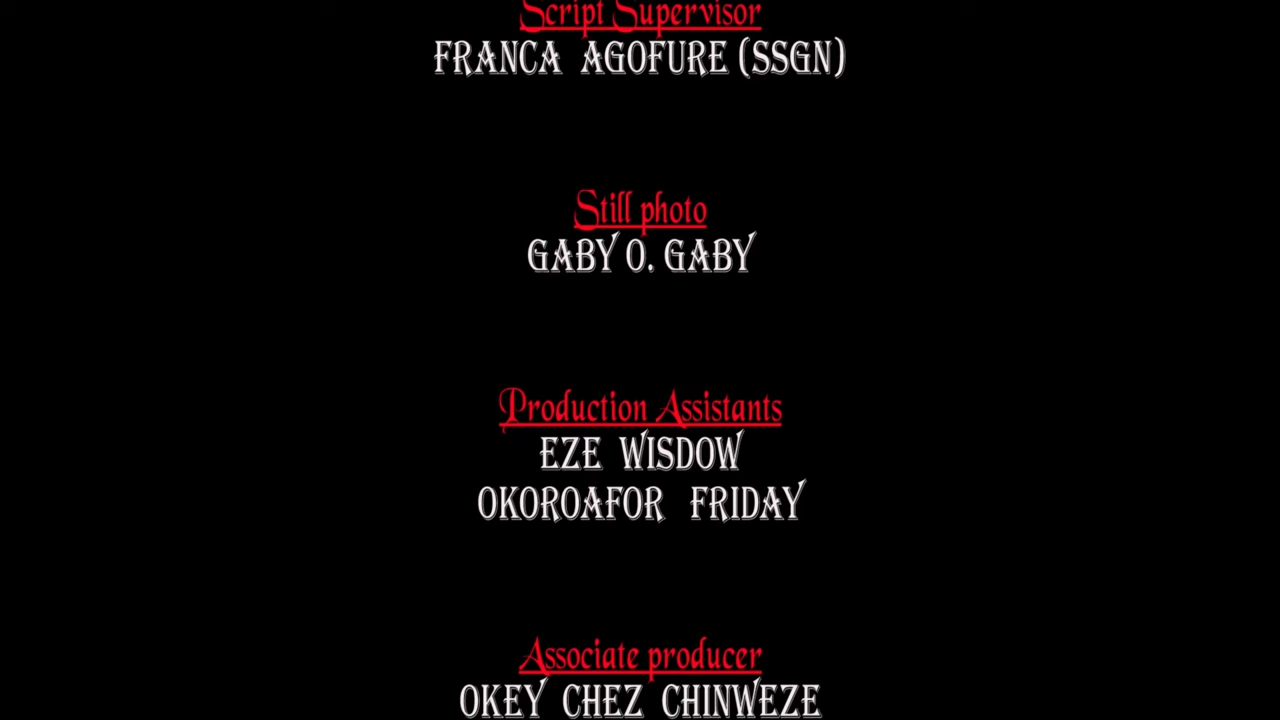 Script Supervisor
FRANCA AGOFURE (SSGN)
Still photo
GABY O. GABY
Production Assistants
EZE WISDOW
OKOROAFOR FRIDAY
Associate producer
OKEY CHEZ CHINWEZE